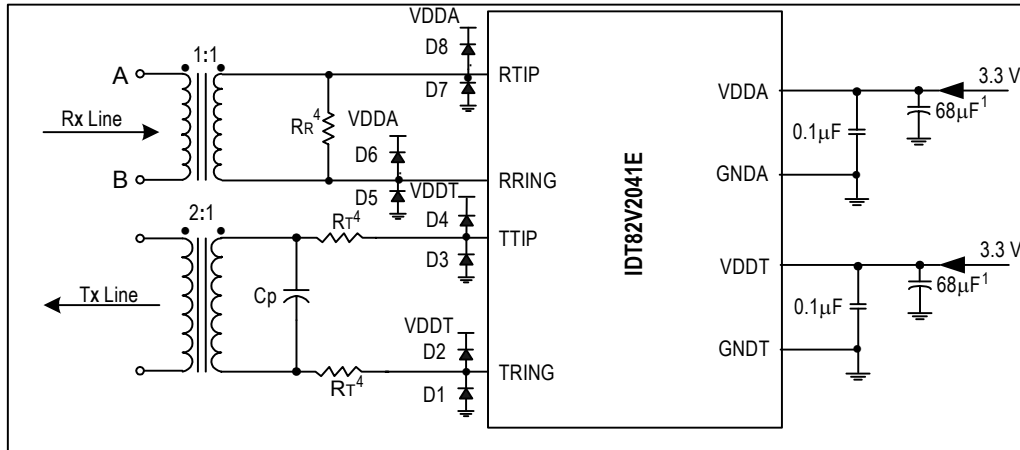 VDDA
1:1
D8
A
RTIP
D7
VDDA
3.3 V
VDDA
Rx Line
RR⁴
68µF¹
D6
0.1µF
B
RRING
GNDA
D5
VDDT
2:1
D4
RT⁴
TTIP
IDT82V2041E
D3
VDDT
3.3 V
Tx Line
Cp
68µF¹
0.1µF
VDDT
D2
GNDT
TRING
RT⁴
D1